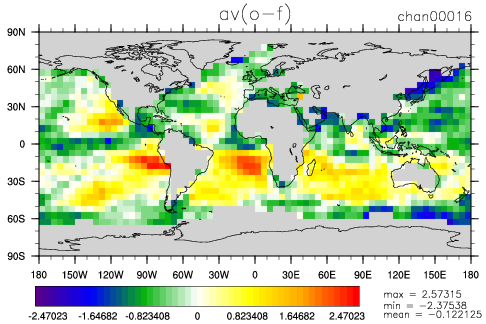 av(o-f)
chan00016
90N
60N
30N
0
30S
60S
90S
180 150W 120W 90W 60W 30W 0 30E 60E 90E 120E 150E 180
-2.47023 -1.64682 -0.823408 0 0.823408 1.64682 2.47023
max = 2.57315
min = -2.37538
mean = -0.122125